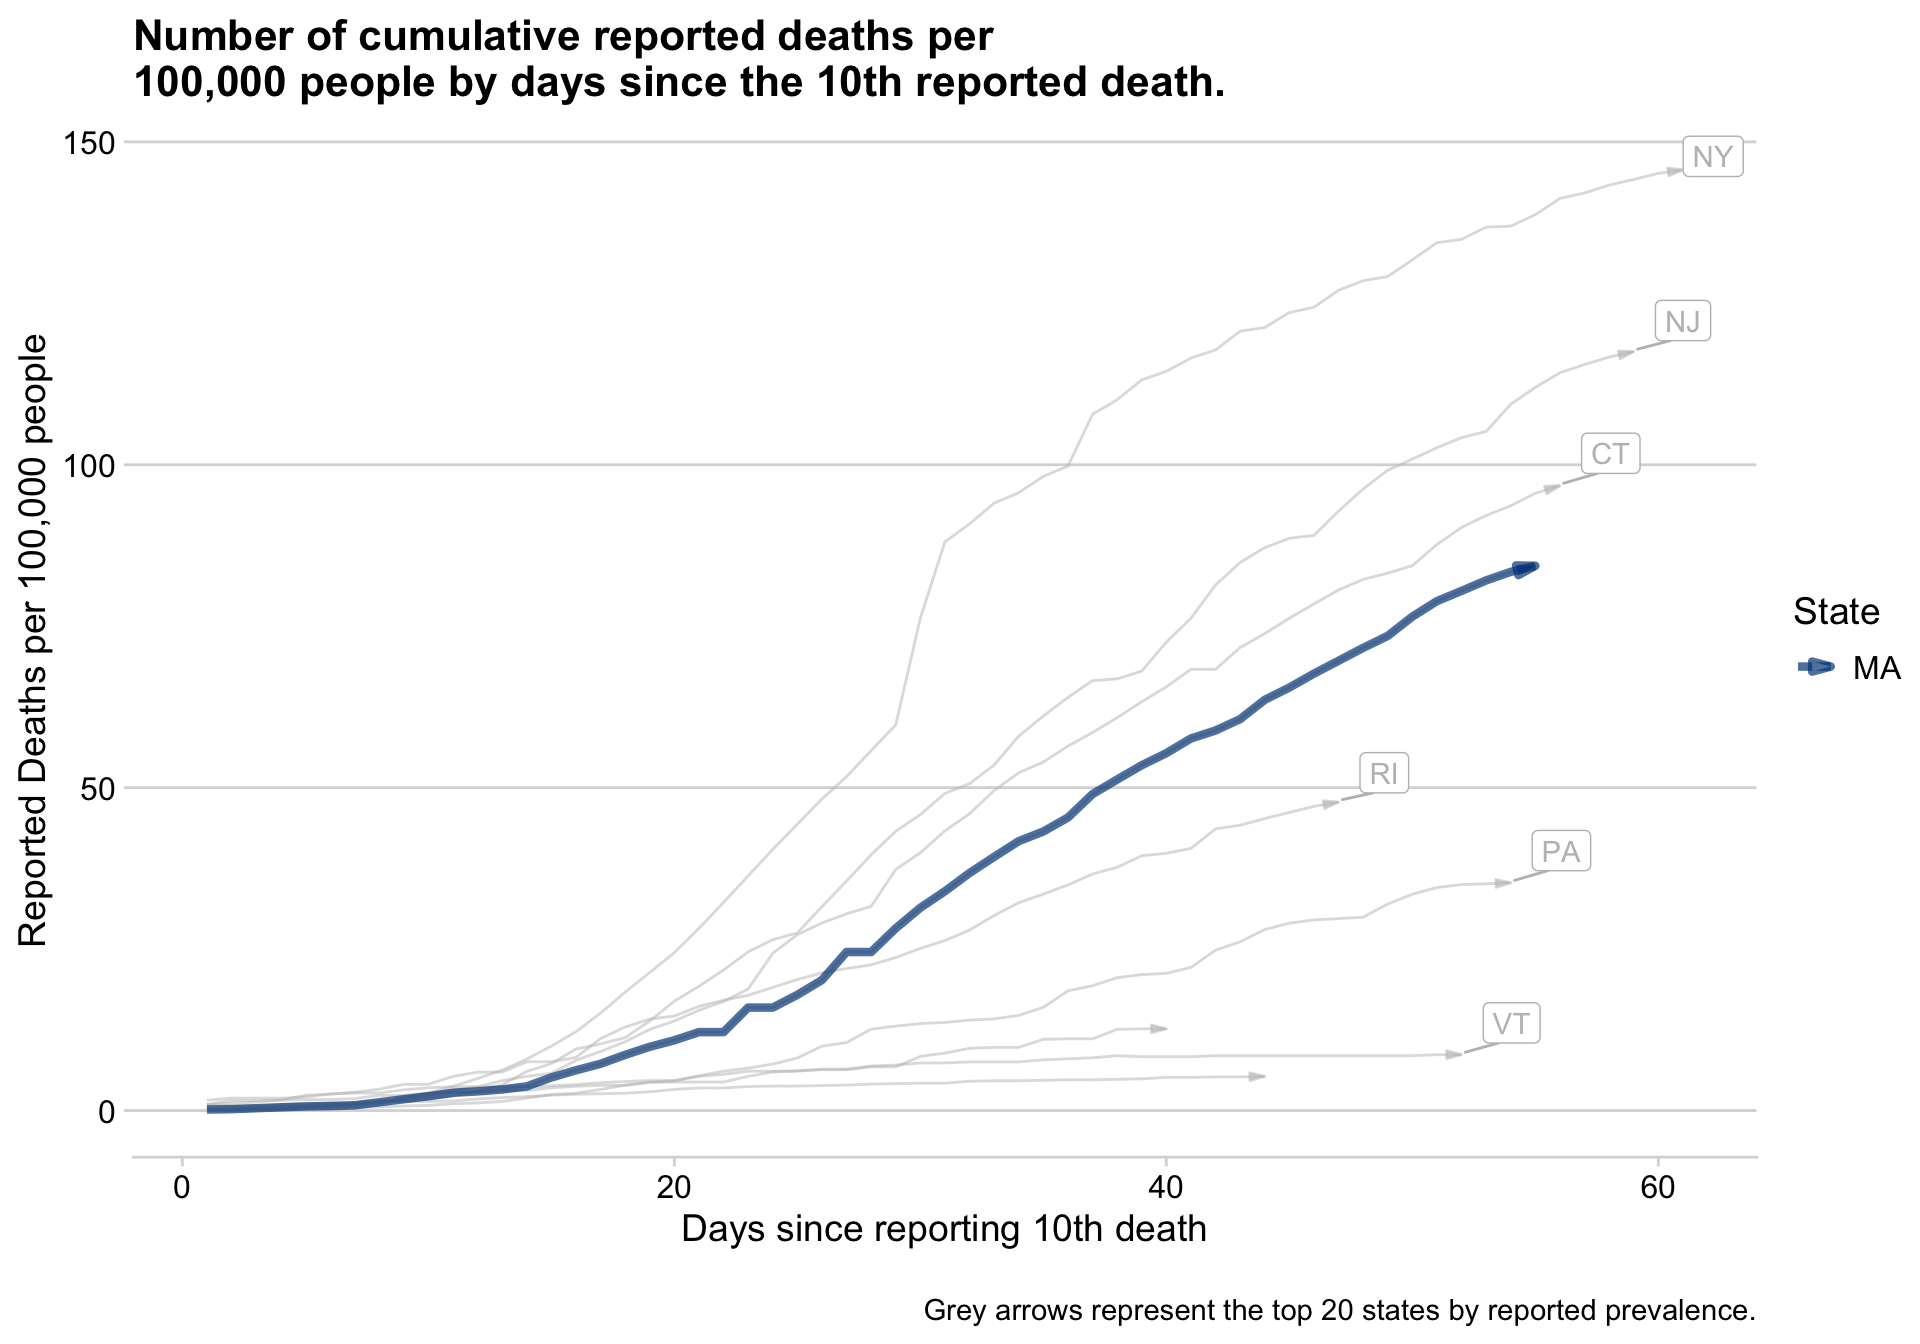 Number of cumulative reported deaths per
100,000 people by days since the 10th reported death.
Reported Deaths per 100,000 people
150
100
50
0
NY
NJ
CT
RI
PA
VT
State
MA
0
20
40
60
Days since reporting 10th death
Grey arrows represent the top 20 states by reported prevalence.